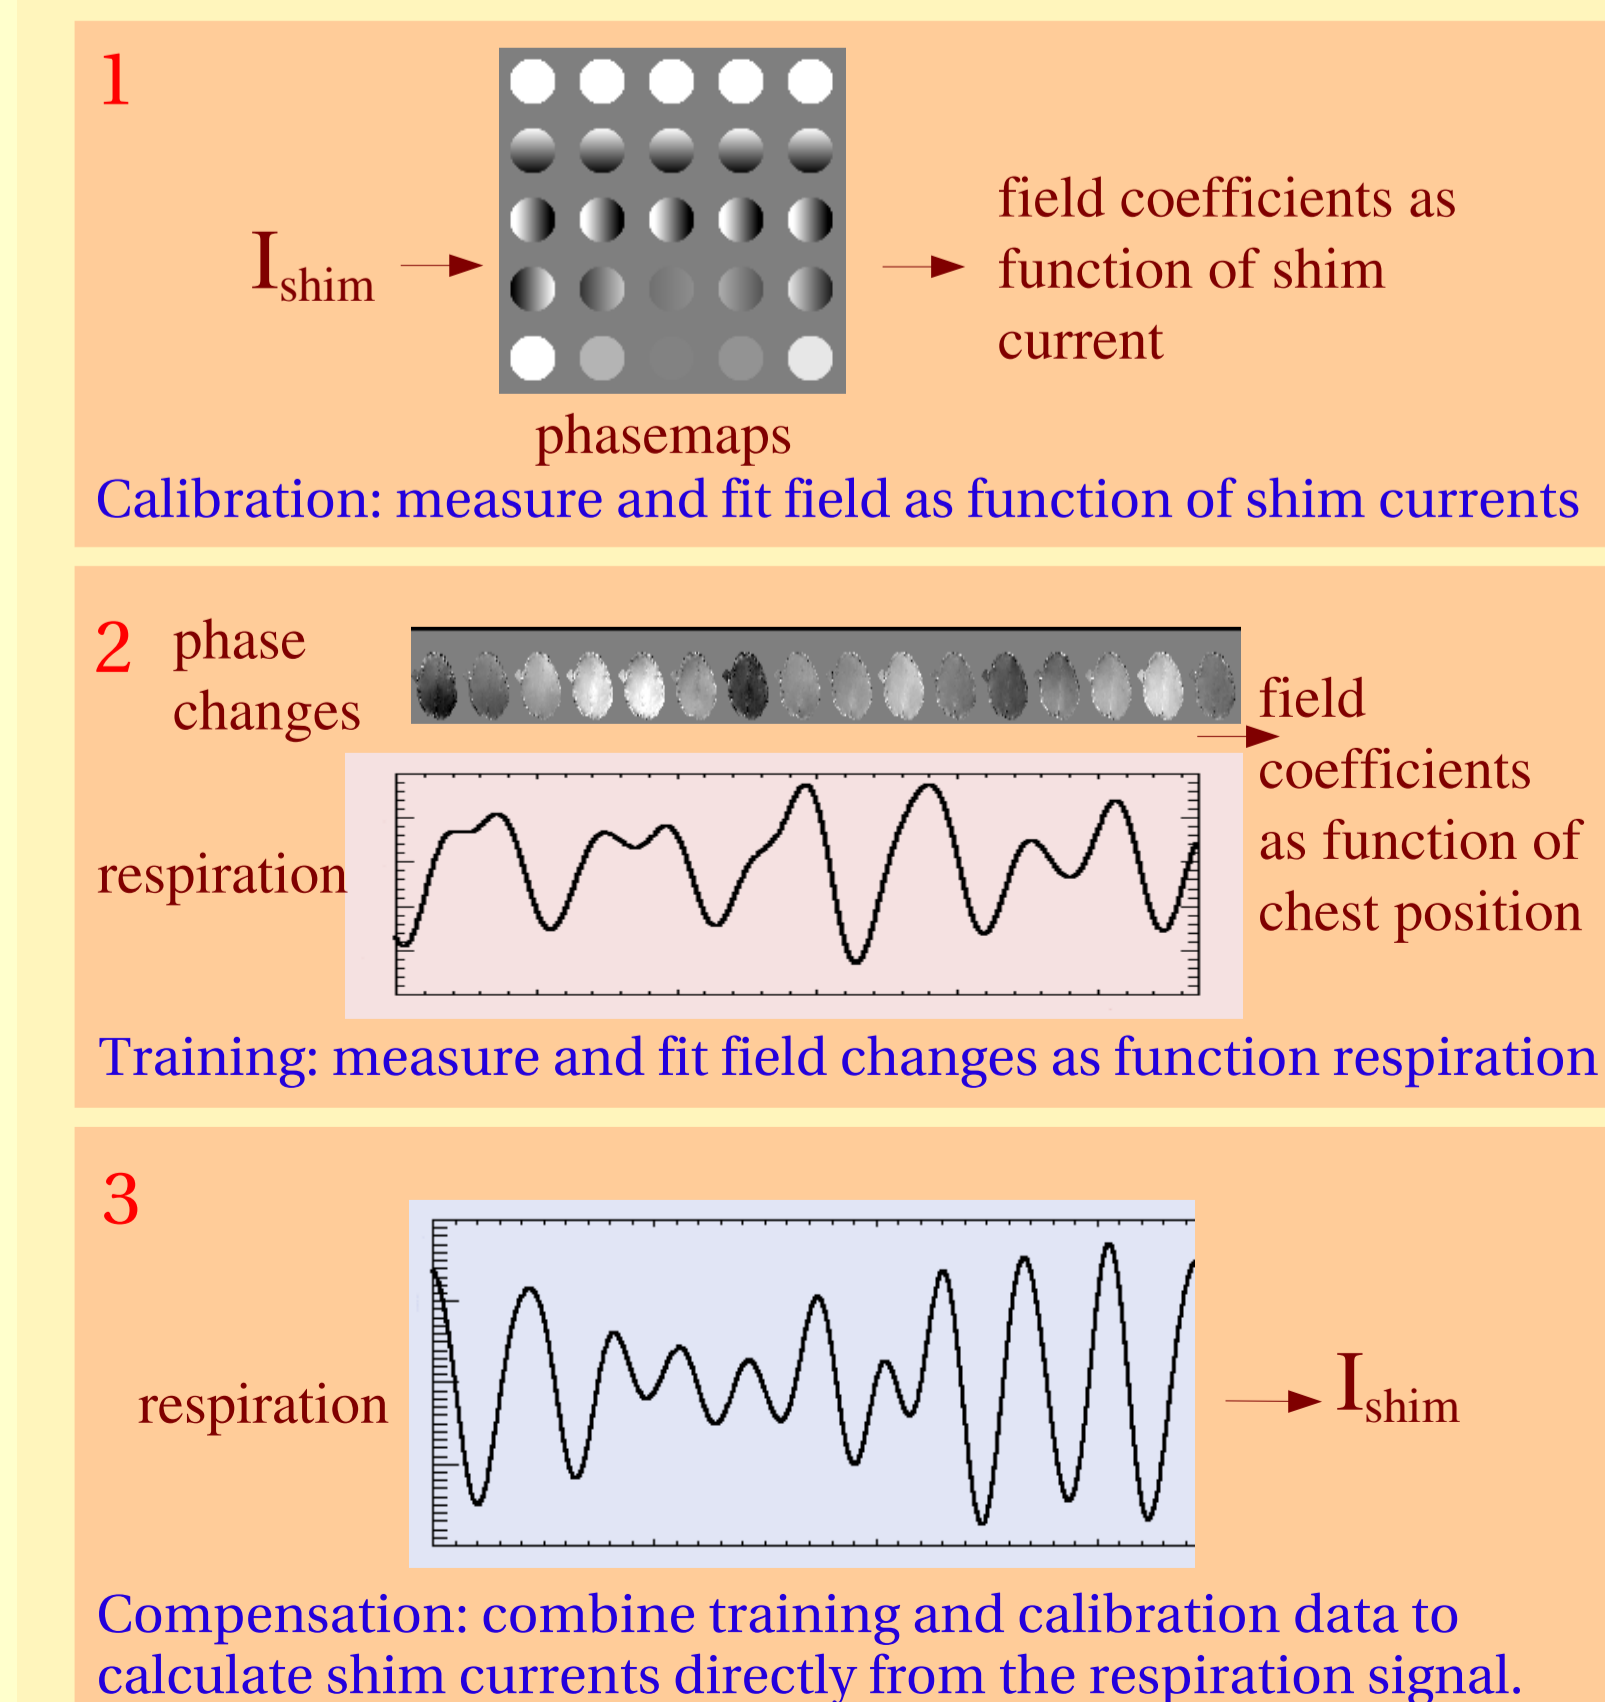 1
I_shim
field coefficients as
function of shim
current
phasemaps
Calibration: measure and fit field as function of shim currents
2
phase
changes
field
coefficients
as function of
chest position
respiration
Training: measure and fit field changes as function respiration
3
respiration
I_shim
Compensation: combine training and calibration data to
calculate shim currents directly from the respiration signal.